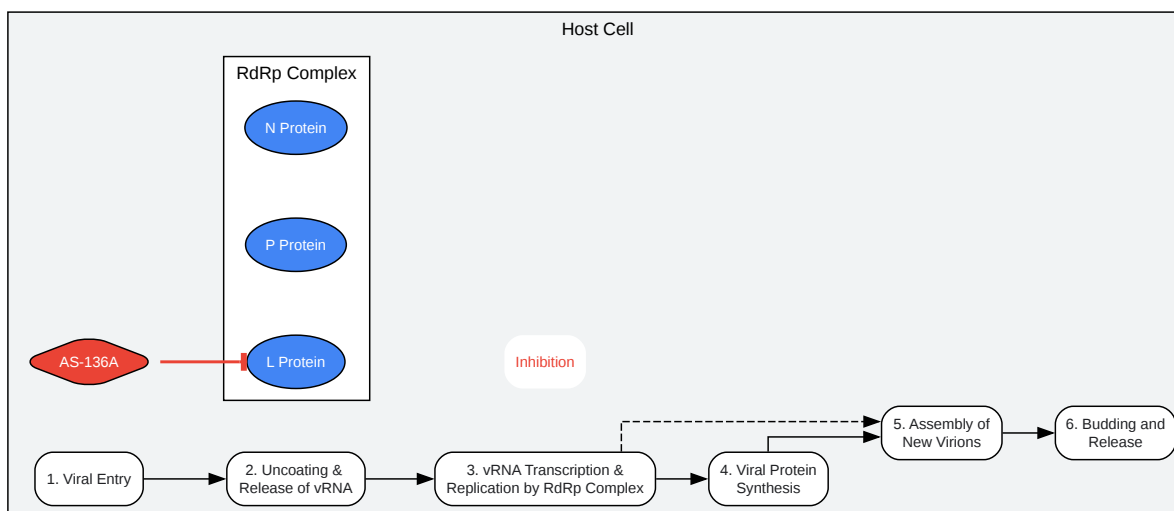 Host Cell
RdRp Complex
N Protein
P Protein
AS-136A
L Protein
Inhibition
1. Viral Entry
2. Uncoating &
Release of vRNA
3. vRNA Transcription &
Replication by RdRp Complex
4. Viral Protein
Synthesis
5. Assembly of
New Virions
6. Budding and
Release